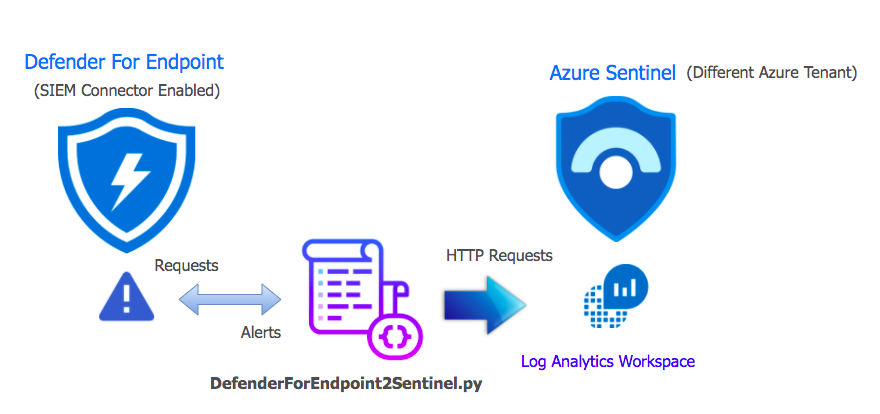 Defender For Endpoint
(SIEM Connector Enabled)
Azure Sentinel (Different Azure Tenant)
Requests
Alerts
HTTP Requests
DefenderForEndpoint2Sentinel.py
Log Analytics Workspace